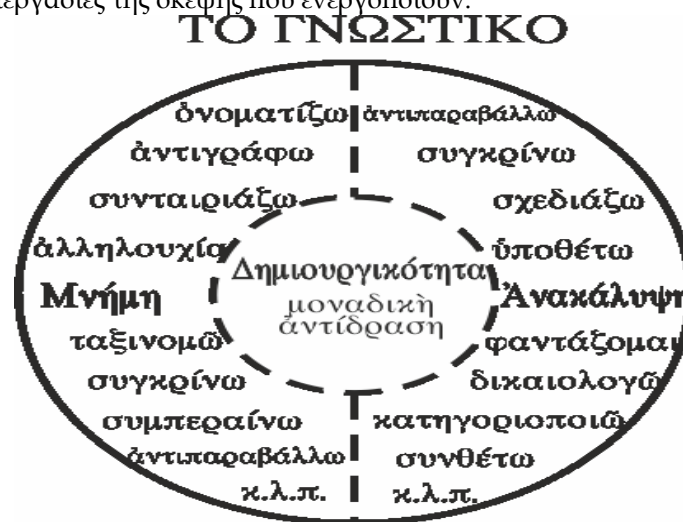 εργασίες της σκέψης που ενεργοποιούν.
ΤΟ ΓΝΩΣΤΙΚΟ
ὀνοματίζω ἀντιπαραβάλλω
ἀντιγράφω συγκρίνω
συνταιριάζω σχεδιάζω
ἀλληλουχία ὑποθέτω
Δημιουργικότητα
Μνήμη Ἀνακάλυψη
μοναδικὴ
ἀντίδραση
ταξινομῶ φαντάζομαι
συγκρίνω δικαιολογῶ
συμπεραίνω κατηγοριοποιῶ
ἀντιπαραβάλλω συνθέτω
κ.λ.π. κ.λ.π.